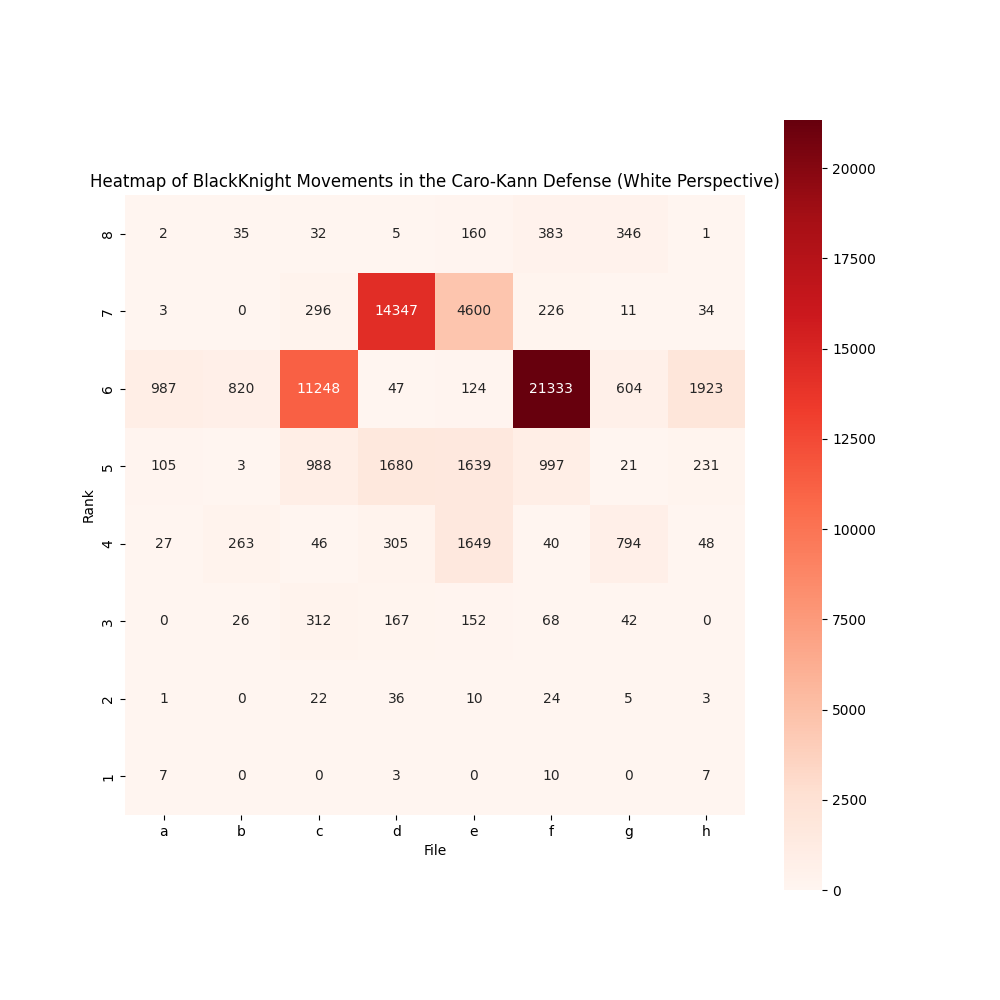 Heatmap of BlackKnight Movements in the Caro-Kann Defense (White Perspective)
8 2 35 32 5 160 383 346 1
7 3 0 296 14347 4600 226 11 34
6 987 820 11248 47 124 21333 604 1923
5 105 3 988 1680 1639 997 21 231
Rank
4 27 263 46 305 1649 40 794 48
3 0 26 312 167 152 68 42 0
2 1 0 22 36 10 24 5 3
1 7 0 0 3 0 10 0 7
a b c d e f g h
File
20000
17500
15000
12500
10000
7500
5000
2500
0